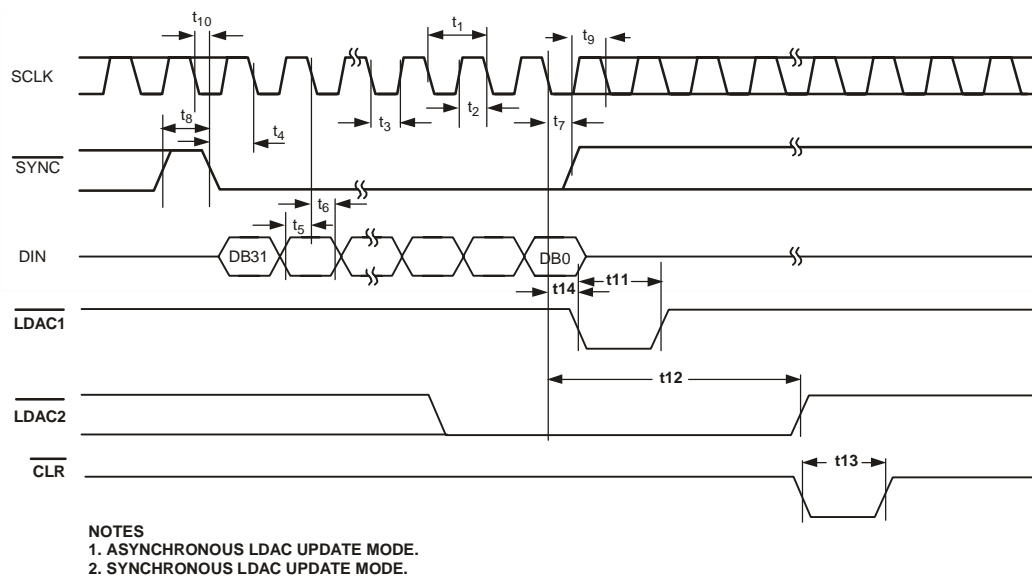 t10
t1
t9
SCLK
t8
t4
t3
t2
t7
SYNC
t6
t5
DIN
DB31
DB0
t14
t11
LDAC1
t12
LDAC2
CLR
t13
NOTES
1. ASYNCHRONOUS LDAC UPDATE MODE.
2. SYNCHRONOUS LDAC UPDATE MODE.